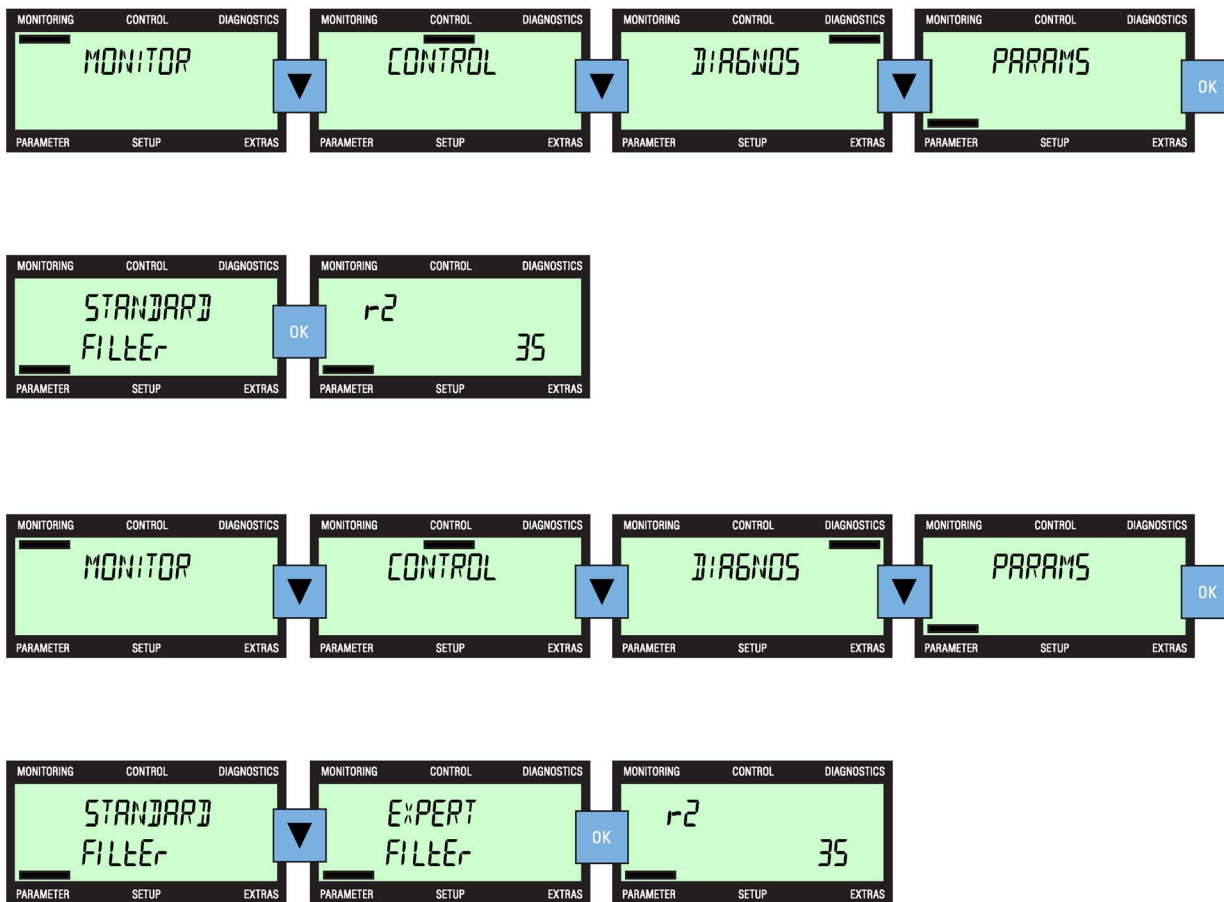 MONITORING CONTROL DIAGNOSTICS MONITORING CONTROL DIAGNOSTICS MONITORING CONTROL DIAGNOSTICS MONITORING CONTROL DIAGNOSTICS
MONITOR CONTROL DIAGNOS PARAMS
OK
PARAMETER SETUP EXTRAS PARAMETER SETUP EXTRAS PARAMETER SETUP EXTRAS PARAMETER SETUP EXTRAS
MONITORING CONTROL DIAGNOSTICS MONITORING CONTROL DIAGNOSTICS
STANDARD r2
OK
FILtEr 35
PARAMETER SETUP EXTRAS PARAMETER SETUP EXTRAS
MONITORING CONTROL DIAGNOSTICS MONITORING CONTROL DIAGNOSTICS MONITORING CONTROL DIAGNOSTICS MONITORING CONTROL DIAGNOSTICS
MONITOR CONTROL DIAGNOS PARAMS
OK
PARAMETER SETUP EXTRAS PARAMETER SETUP EXTRAS PARAMETER SETUP EXTRAS PARAMETER SETUP EXTRAS
MONITORING CONTROL DIAGNOSTICS MONITORING CONTROL DIAGNOSTICS MONITORING CONTROL DIAGNOSTICS
STANDARD EXPERT r2
OK
FILtEr FILtEr 35
PARAMETER SETUP EXTRAS PARAMETER SETUP EXTRAS PARAMETER SETUP EXTRAS